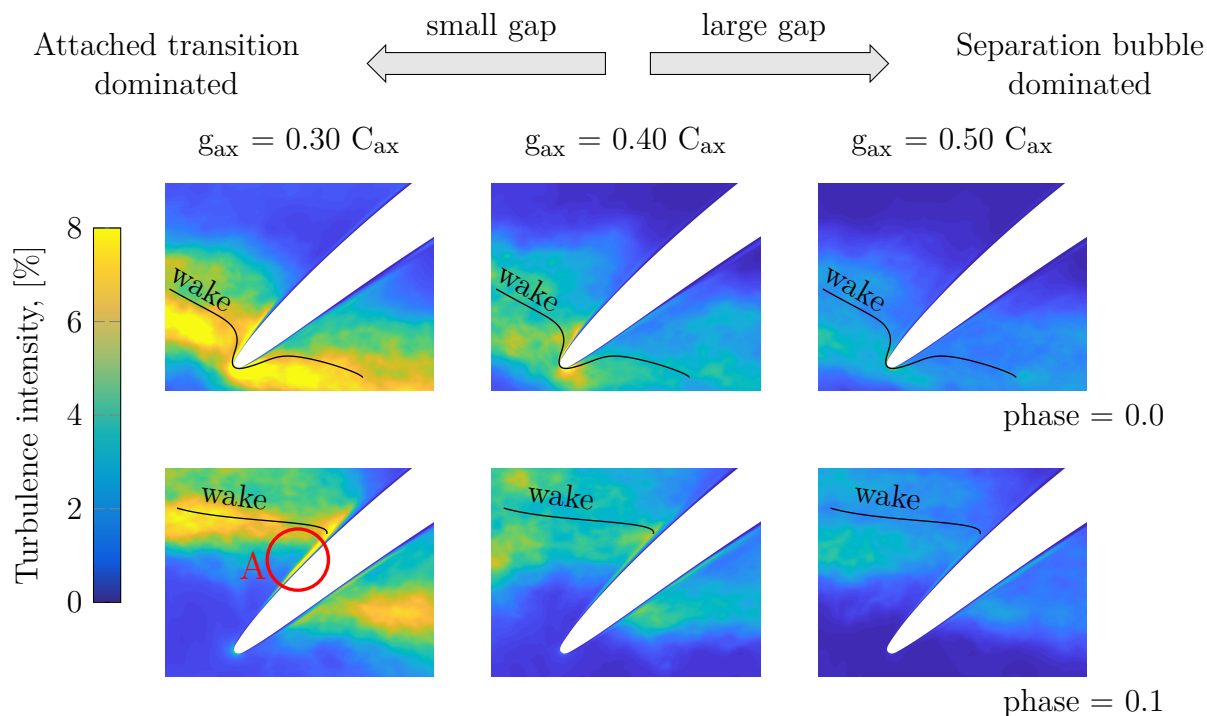 Attached transition
dominated
small gap
large gap
Separation bubble
dominated
g_ax = 0.30 C_ax
g_ax = 0.40 C_ax
g_ax = 0.50 C_ax
Turbulence intensity, [%]
8
6
4
2
0
wake
wake
wake
phase = 0.0
wake
wake
wake
A
phase = 0.1